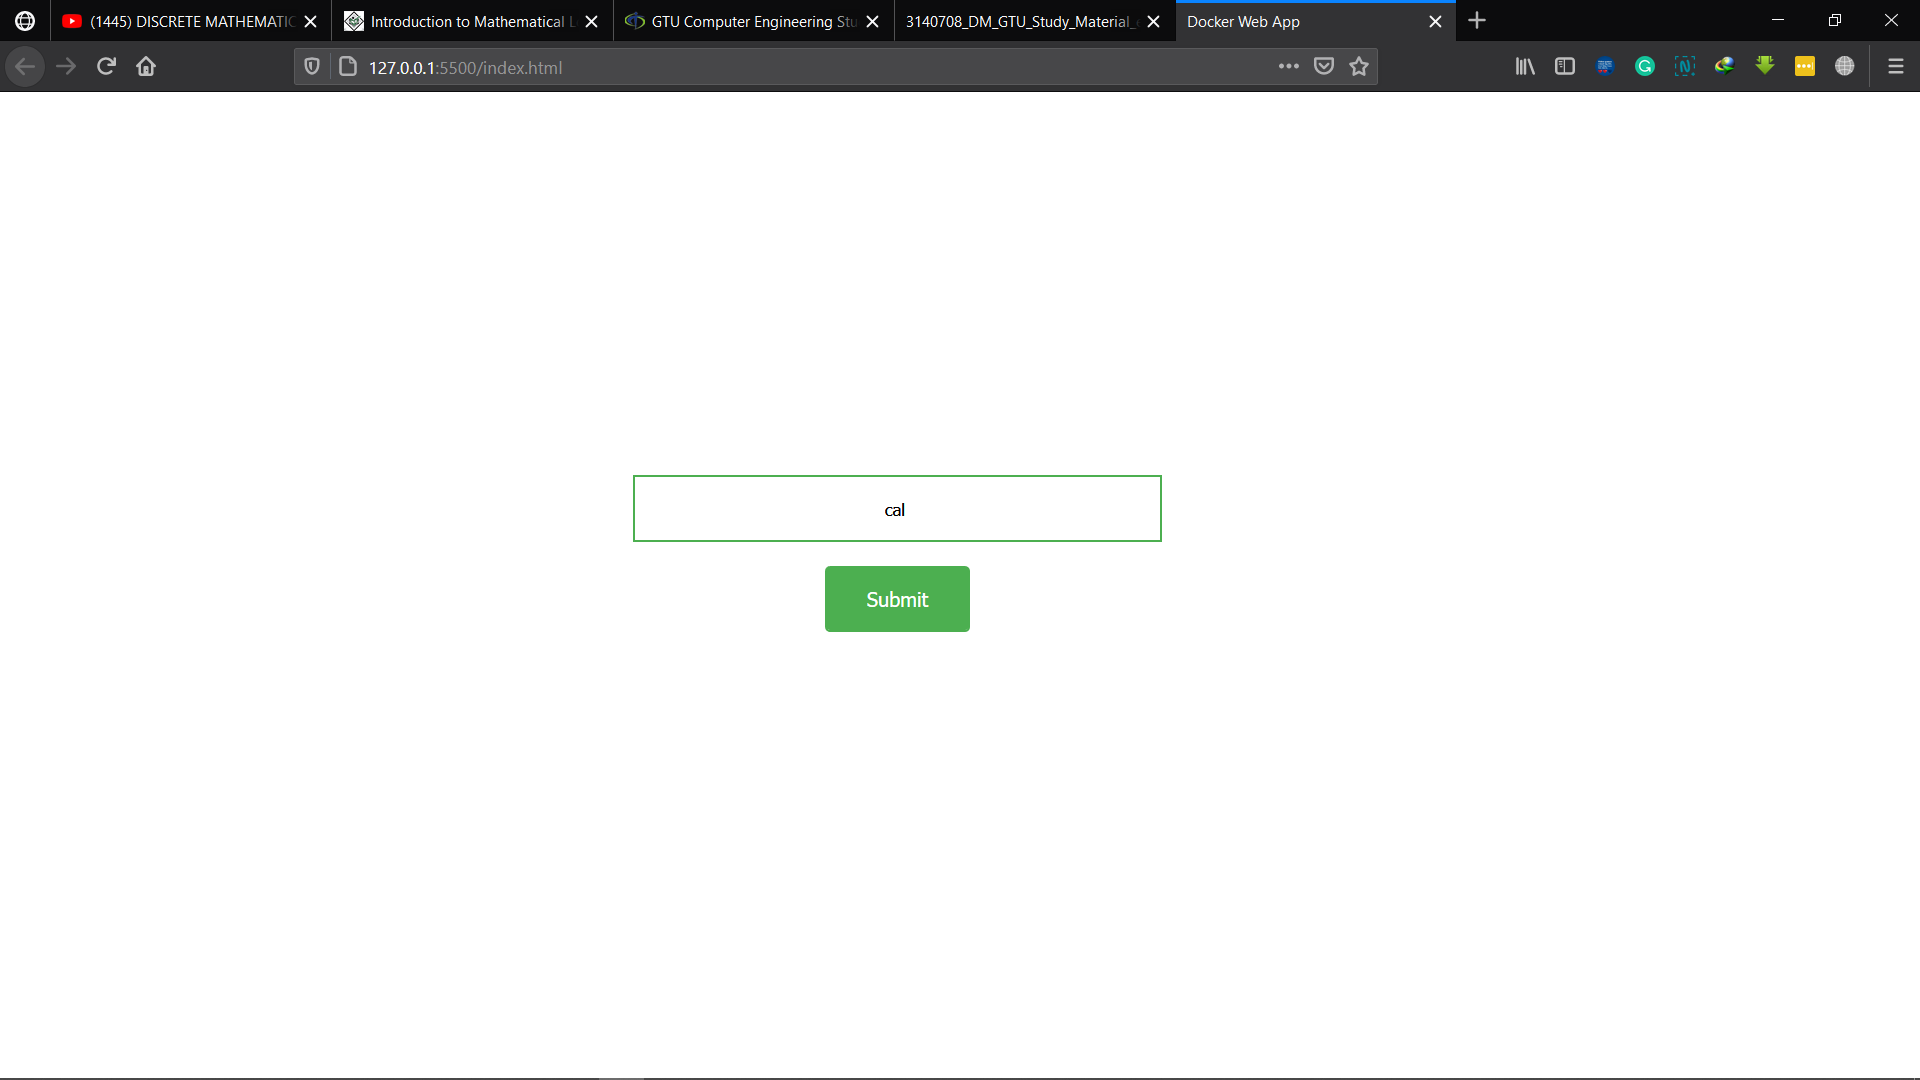 (1445) DISCRETE MATHEMATIC
Introduction to Mathematical L
GTU Computer Engineering Stu
3140708_DM_GTU_Study_Material_
Docker Web App
127.0.0.1:5500/index.html
cal
Submit